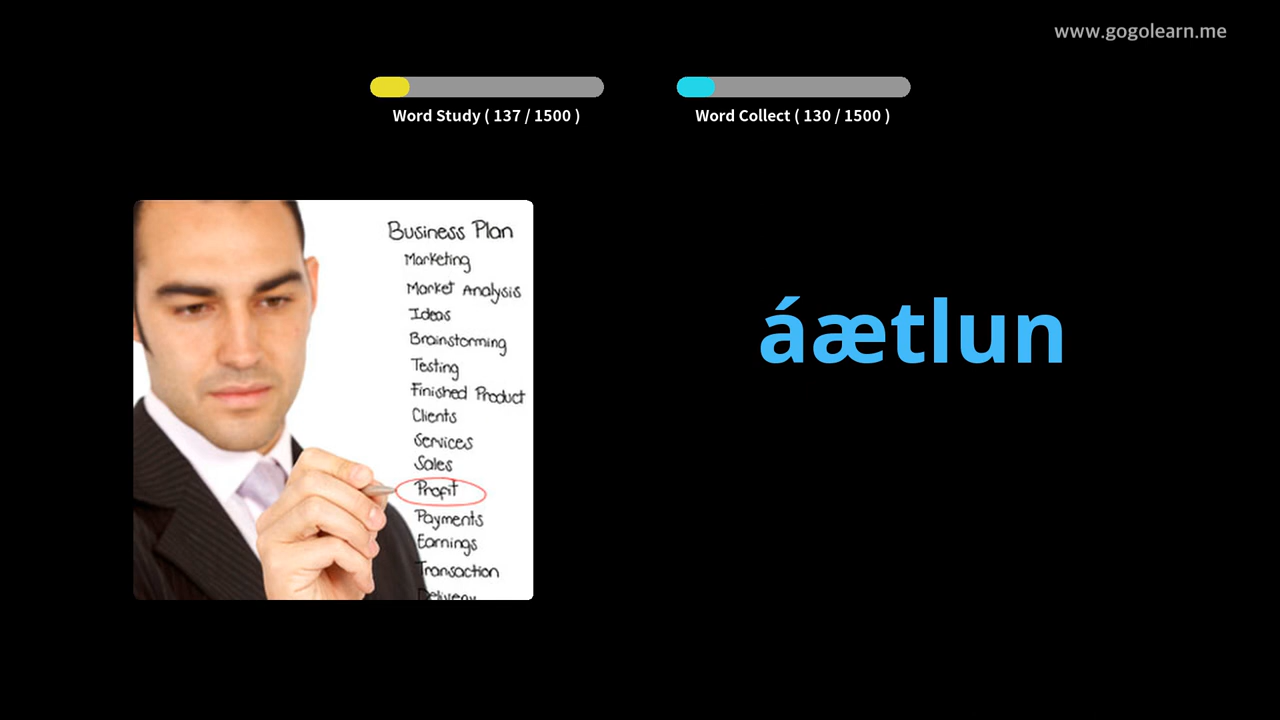 www.gogolearn.me
Word Study ( 137 / 1500 )
Word Collect ( 130 / 1500 )
Business Plan
Marketing
Market Analysis
Ideas
Brainstorming
Testing
Finished Product
Clients
Services
Sales
Profit
Payments
Earnings
Transaction
Delivery
áætlun